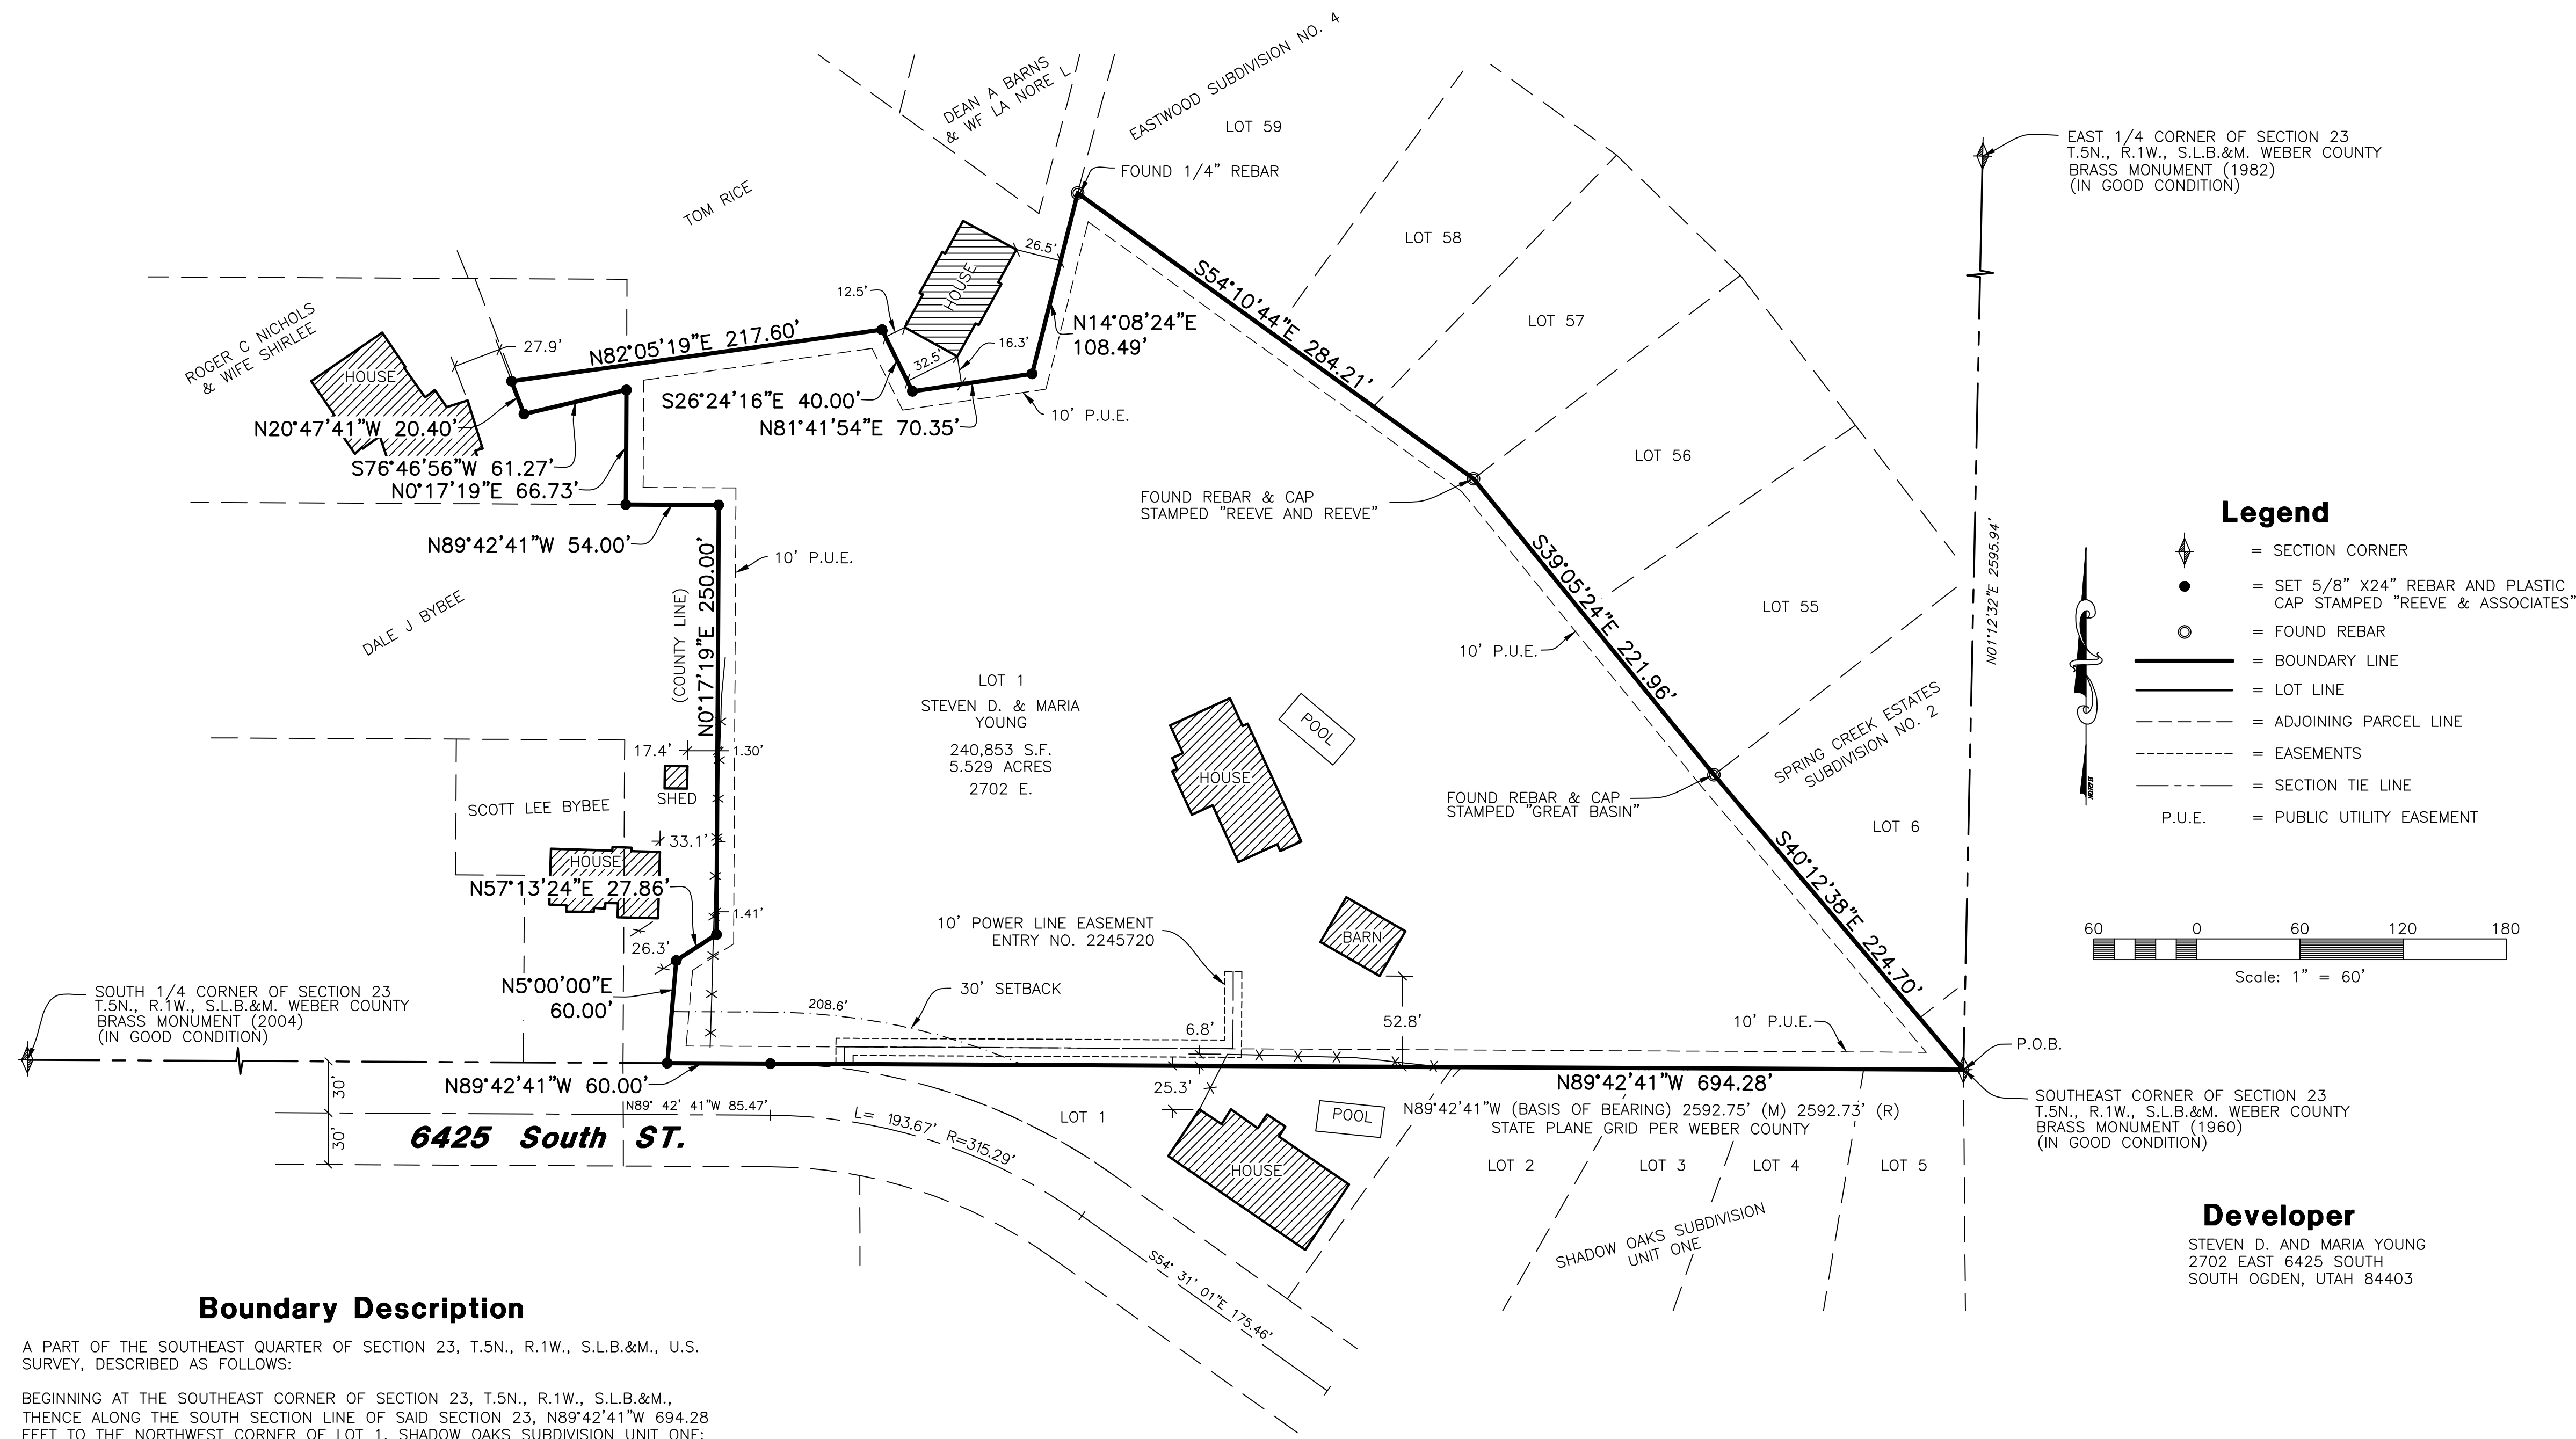 DEAN A BARNS
& WF LA NORE L
EASTWOOD SUBDIVISION NO. 4
LOT 59
FOUND 1/4" REBAR
EAST 1/4 CORNER OF SECTION 23
T.5N., R.1W., S.L.B.&M. WEBER COUNTY
BRASS MONUMENT (1982)
(IN GOOD CONDITION)
TOM RICE
LOT 58
26.5'
HOUSE
12.5'
16.3'
32.5'
N14°08'24"E
108.49'
S54°10'44"E 284.21'
LOT 57
ROGER C NICHOLS
& WIFE SHIRLEE
HOUSE
27.9'
N82°05'19"E 217.60'
N20°47'41"W 20.40'
S76°46'56"W 61.27'
N0°17'19"E 66.73'
S26°24'16"E 40.00'
N81°41'54"E 70.35'
10' P.U.E.
LOT 56
FOUND REBAR & CAP
STAMPED "REEVE AND REEVE"
N89°42'41"W 54.00'
10' P.U.E.
N0°17'19"E 250.00'
(COUNTY LINE)
DALE J BYBEE
S39°05'24"E 221.96'
LOT 55
10' P.U.E.
N01°12'32"E 2595.94'
Legend
= SECTION CORNER
= SET 5/8" X24" REBAR AND PLASTIC
CAP STAMPED "REEVE & ASSOCIATES"
= FOUND REBAR
= BOUNDARY LINE
= LOT LINE
= ADJOINING PARCEL LINE
= EASEMENTS
= SECTION TIE LINE
P.U.E. = PUBLIC UTILITY EASEMENT
NORTH
LOT 1
STEVEN D. & MARIA
YOUNG
240,853 S.F.
5.529 ACRES
2702 E.
POOL
HOUSE
SPRING CREEK ESTATES
SUBDIVISION NO. 2
FOUND REBAR & CAP
STAMPED "GREAT BASIN"
LOT 6
S40°12'38"E 224.70'
17.4'
1.30'
SHED
SCOTT LEE BYBEE
33.1'
HOUSE
N57°13'24"E 27.86'
1.41'
26.3'
N5°00'00"E
60.00'
10' POWER LINE EASEMENT
ENTRY NO. 2245720
BARN
30' SETBACK
208.6'
6.8'
52.8'
10' P.U.E.
P.O.B.
60 0 60 120 180
Scale: 1" = 60'
SOUTH 1/4 CORNER OF SECTION 23
T.5N., R.1W., S.L.B.&M. WEBER COUNTY
BRASS MONUMENT (2004)
(IN GOOD CONDITION)
30'
30'
N89°42'41"W 60.00'
N89° 42' 41"W 85.47'
6425 South ST.
L= 193.67' R=315.29'
25.3'
LOT 1
POOL
HOUSE
N89°42'41"W 694.28'
N89°42'41"W (BASIS OF BEARING) 2592.75' (M) 2592.73' (R)
STATE PLANE GRID PER WEBER COUNTY
LOT 2
LOT 3
LOT 4
LOT 5
SHADOW OAKS SUBDIVISION
UNIT ONE
S54° 31' 01"E 175.46'
SOUTHEAST CORNER OF SECTION 23
T.5N., R.1W., S.L.B.&M. WEBER COUNTY
BRASS MONUMENT (1960)
(IN GOOD CONDITION)
Developer
STEVEN D. AND MARIA YOUNG
2702 EAST 6425 SOUTH
SOUTH OGDEN, UTAH 84403
Boundary Description
A PART OF THE SOUTHEAST QUARTER OF SECTION 23, T.5N., R.1W., S.L.B.&M., U.S.
SURVEY, DESCRIBED AS FOLLOWS:
BEGINNING AT THE SOUTHEAST CORNER OF SECTION 23, T.5N., R.1W., S.L.B.&M.,
THENCE ALONG THE SOUTH SECTION LINE OF SAID SECTION 23, N89°42'41"W 694.28
FEET TO THE NORTHWEST CORNER OF LOT 1, SHADOW OAKS SUBDIVISION UNIT ONE;